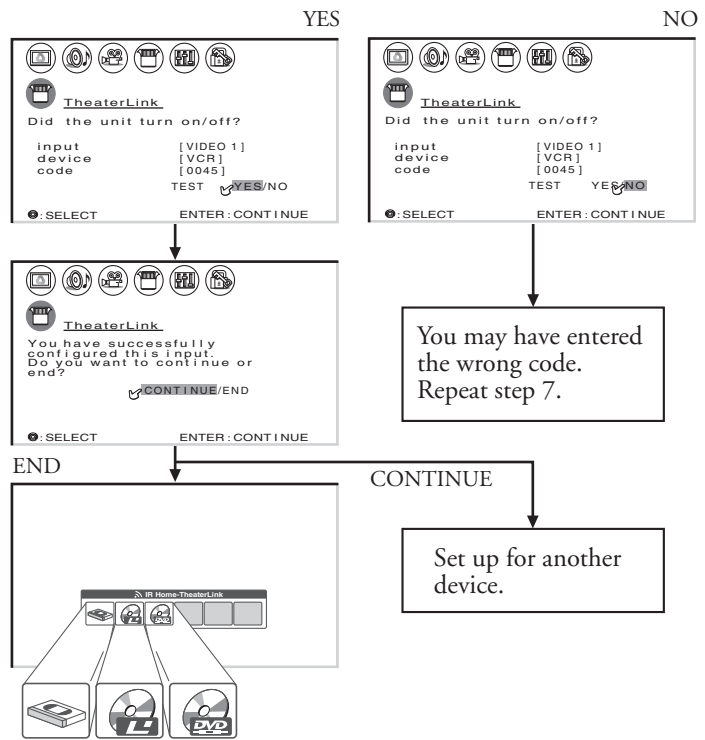 YES
TheaterLink
Did the unit turn on/off?
input [VIDEO 1]
device [VCR]
code [0045]
TEST YES/NO
: SELECT ENTER : CONTINUE
NO
TheaterLink
Did the unit turn on/off?
input [VIDEO 1]
device [VCR]
code [0045]
TEST YES/NO
: SELECT ENTER : CONTINUE
TheaterLink
You have successfully
configured this input.
Do you want to continue or
end?
CONTINUE/END
: SELECT ENTER : CONTINUE
You may have entered
the wrong code.
Repeat step 7.
END
CONTINUE
Set up for another
device.
IR Home-TheaterLink
L
DVD
L
DVD